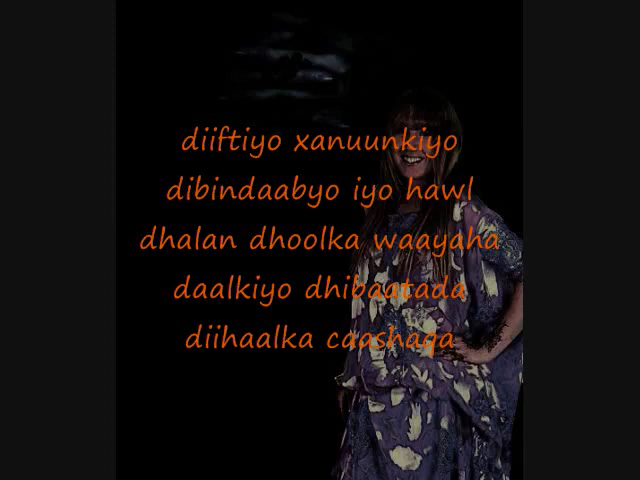 diiftiyo xanuunkiyo
dibindaabyo iyo hawl
dhalan dhoolka waayaha
daalkiyo dhibaatada
diihaalka caashaqa